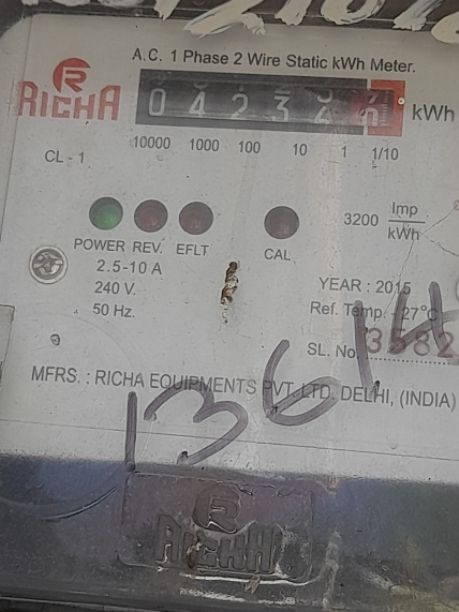 A.C. 1 Phase 2 Wire Static kWh Meter.
R
RICHA
0 4 2 3 2
kWh
10000 1000 100 10 1 1/10
CL - 1
3200 Imp/kWh
POWER REV. EFLT CAL
2.5-10 A
240 V.
50 Hz.
YEAR : 2015
Ref. Temp. 27°C
SL. No. 3582
MFRS. : RICHA EQUIPMENTS PVT. LTD. DELHI, (INDIA)
13614
R
RICHA